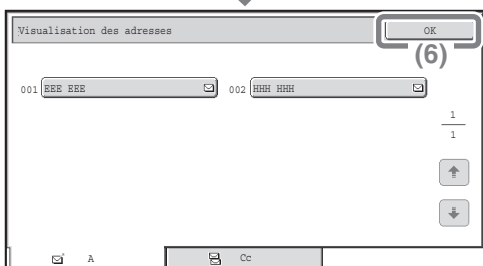 Visualisation des adresses OK
(6)
001 EEE EEE 002 HHH HHH
1
1
A Cc